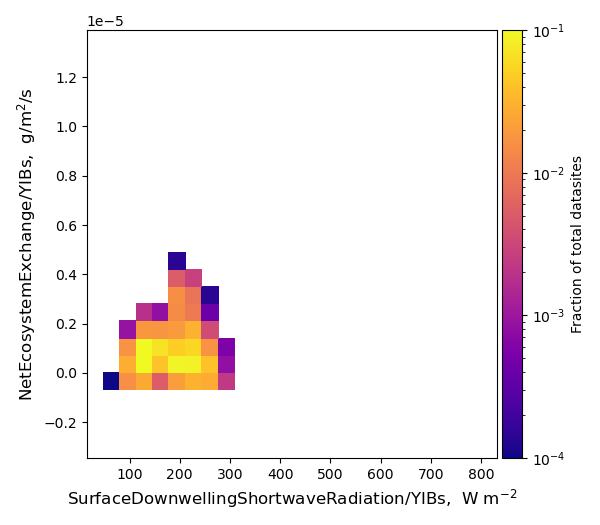 1e−5
NetEcosystemExchange/YIBs, g/m²/s
1.2
1.0
0.8
0.6
0.4
0.2
0.0
−0.2
100 200 300 400 500 600 700 800
SurfaceDownwellingShortwaveRadiation/YIBs, W m⁻²
10⁻¹
10⁻²
10⁻³
10⁻⁴
Fraction of total datasites